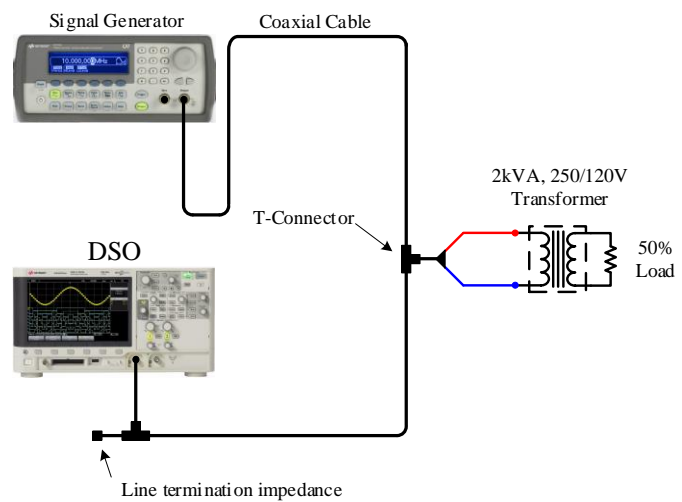 Signal Generator
Coaxial Cable
10,000,000 MHz
2kVA, 250/120V
Transformer
T-Connector
50%
Load
DSO
Line termination impedance